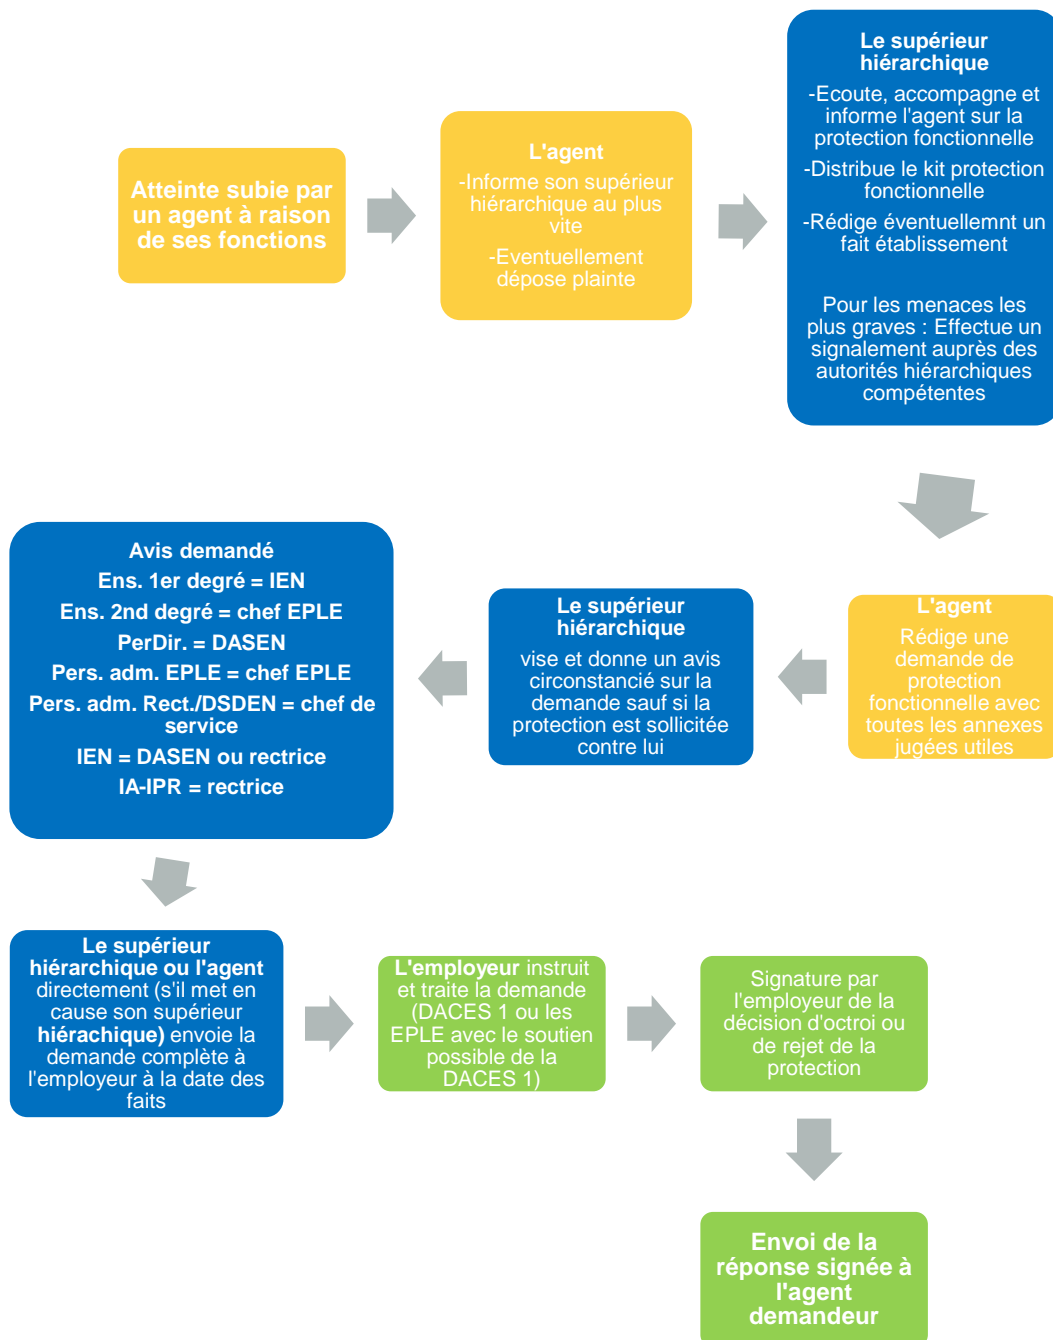 Atteinte subie par
un agent à raison
de ses fonctions
L'agent
-Informe son supérieur
hiérarchique au plus
vite
-Eventuellement
dépose plainte
Le supérieur
hiérarchique
-Ecoute, accompagne et
informe l'agent sur la
protection fonctionnelle
-Distribue le kit protection
fonctionnelle
-Rédige éventuellemnt un
fait établissement
Pour les menaces les
plus graves : Effectue un
signalement auprès des
autorités hiérarchiques
compétentes
L'agent
Rédige une
demande de
protection
fonctionnelle avec
toutes les annexes
jugées utiles
Le supérieur
hiérarchique
vise et donne un avis
circonstancié sur la
demande sauf si la
protection est sollicitée
contre lui
Avis demandé
Ens. 1er degré = IEN
Ens. 2nd degré = chef EPLE
PerDir. = DASEN
Pers. adm. EPLE = chef EPLE
Pers. adm. Rect./DSDEN = chef de
service
IEN = DASEN ou rectrice
IA-IPR = rectrice
Le supérieur
hiérarchique ou l'agent
directement (s'il met en
cause son supérieur
hiérachique) envoie la
demande complète à
l'employeur à la date des
faits
L'employeur instruit
et traite la demande
(DACES 1 ou les
EPLE avec le soutien
possible de la
DACES 1)
Signature par
l'employeur de la
décision d'octroi ou
de rejet de la
protection
Envoi de la
réponse signée à
l'agent
demandeur